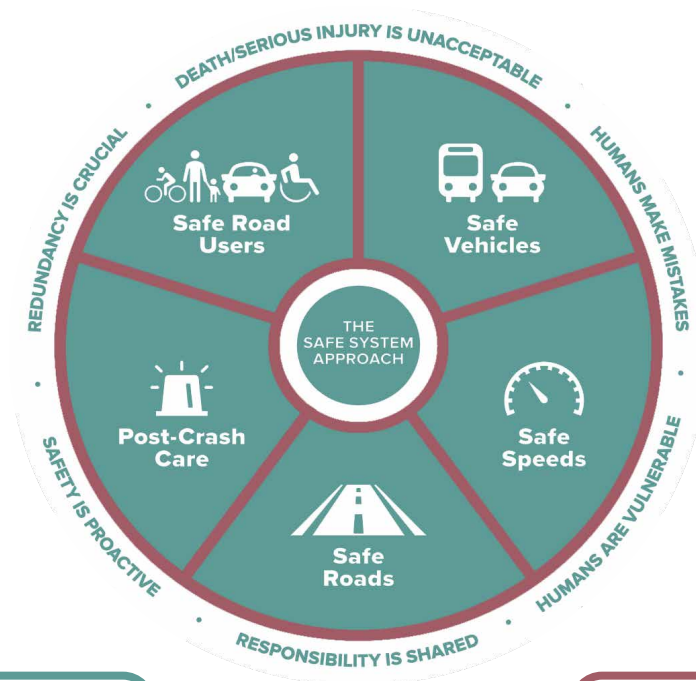 DEATH/SERIOUS INJURY IS UNACCEPTABLE
HUMANS MAKE MISTAKES
HUMANS ARE VULNERABLE
RESPONSIBILITY IS SHARED
SAFETY IS PROACTIVE
REDUNDANCY IS CRUCIAL
Safe Road
Users
Safe
Vehicles
Safe
Speeds
Safe
Roads
Post-Crash
Care
THE
SAFE SYSTEM
APPROACH